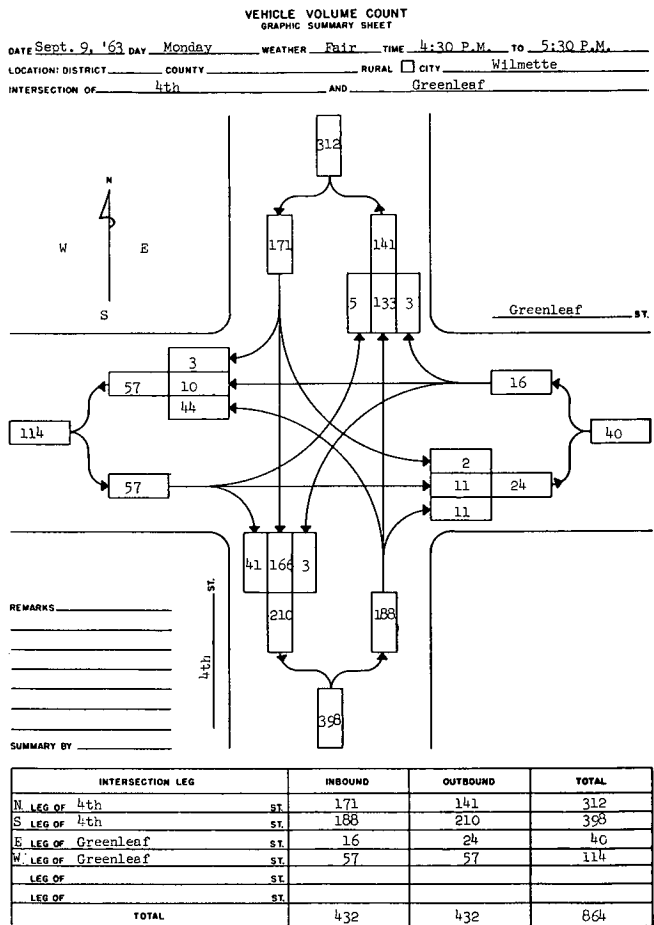 VEHICLE VOLUME COUNT
GRAPHIC SUMMARY SHEET
DATE Sept. 9, '63 DAY Monday WEATHER Fair TIME 4:30 P.M. TO 5:30 P.M.
LOCATION: DISTRICT COUNTY RURAL CITY Wilmette
INTERSECTION OF 4th AND Greenleaf
312
N
W E
S
171 141
5 133 3
Greenleaf ST.
3
57 10 16
44
114 40
2
57 11 24
11
41 166 3
210 188
REMARKS
4th ST.
398
SUMMARY BY
INTERSECTION LEG INBOUND OUTBOUND TOTAL
N. LEG OF 4th ST. 171 141 312
S LEG OF 4th ST. 188 210 398
E LEG OF Greenleaf ST. 16 24 40
W. LEG OF Greenleaf ST. 57 57 114
LEG OF ST.
LEG OF ST.
TOTAL 432 432 864